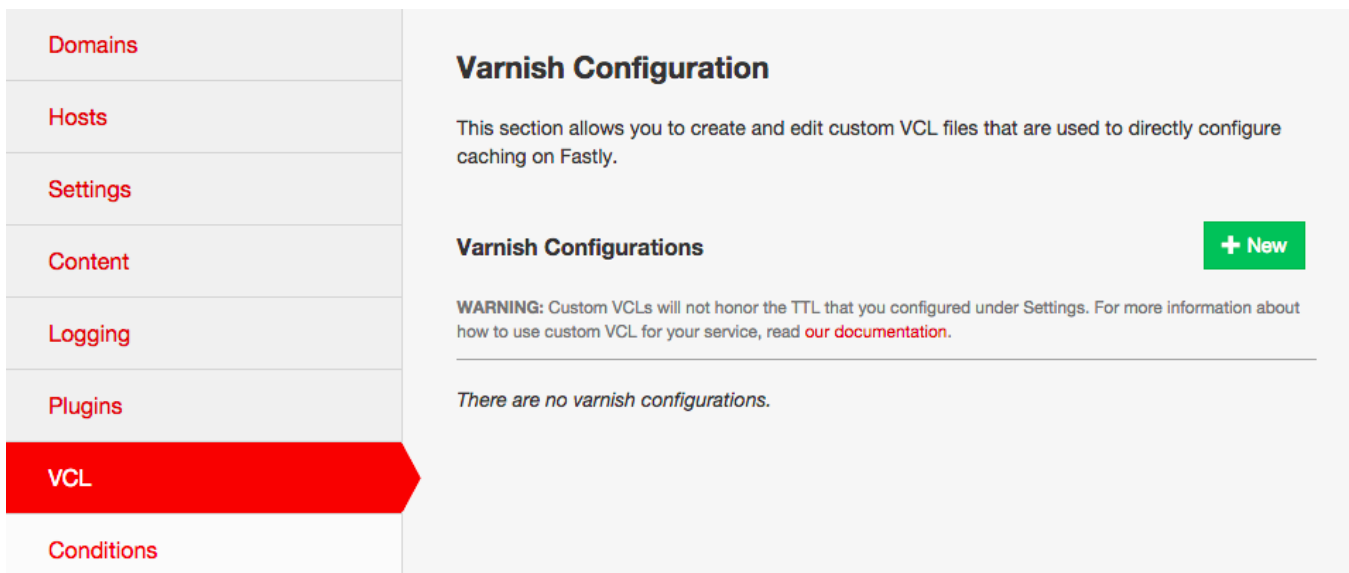 Domains
Hosts
Settings
Content
Logging
Plugins
VCL
Conditions
Varnish Configuration
This section allows you to create and edit custom VCL files that are used to directly configure
caching on Fastly.
Varnish Configurations
+ New
WARNING: Custom VCLs will not honor the TTL that you configured under Settings. For more information about
how to use custom VCL for your service, read our documentation.
There are no varnish configurations.